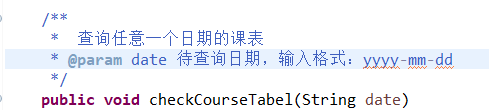 /**
 *  查询任意一个日期的课表
 * @param date 待查询日期，输入格式：yyyy-mm-dd
 */
public void checkCourseTabel(String date)